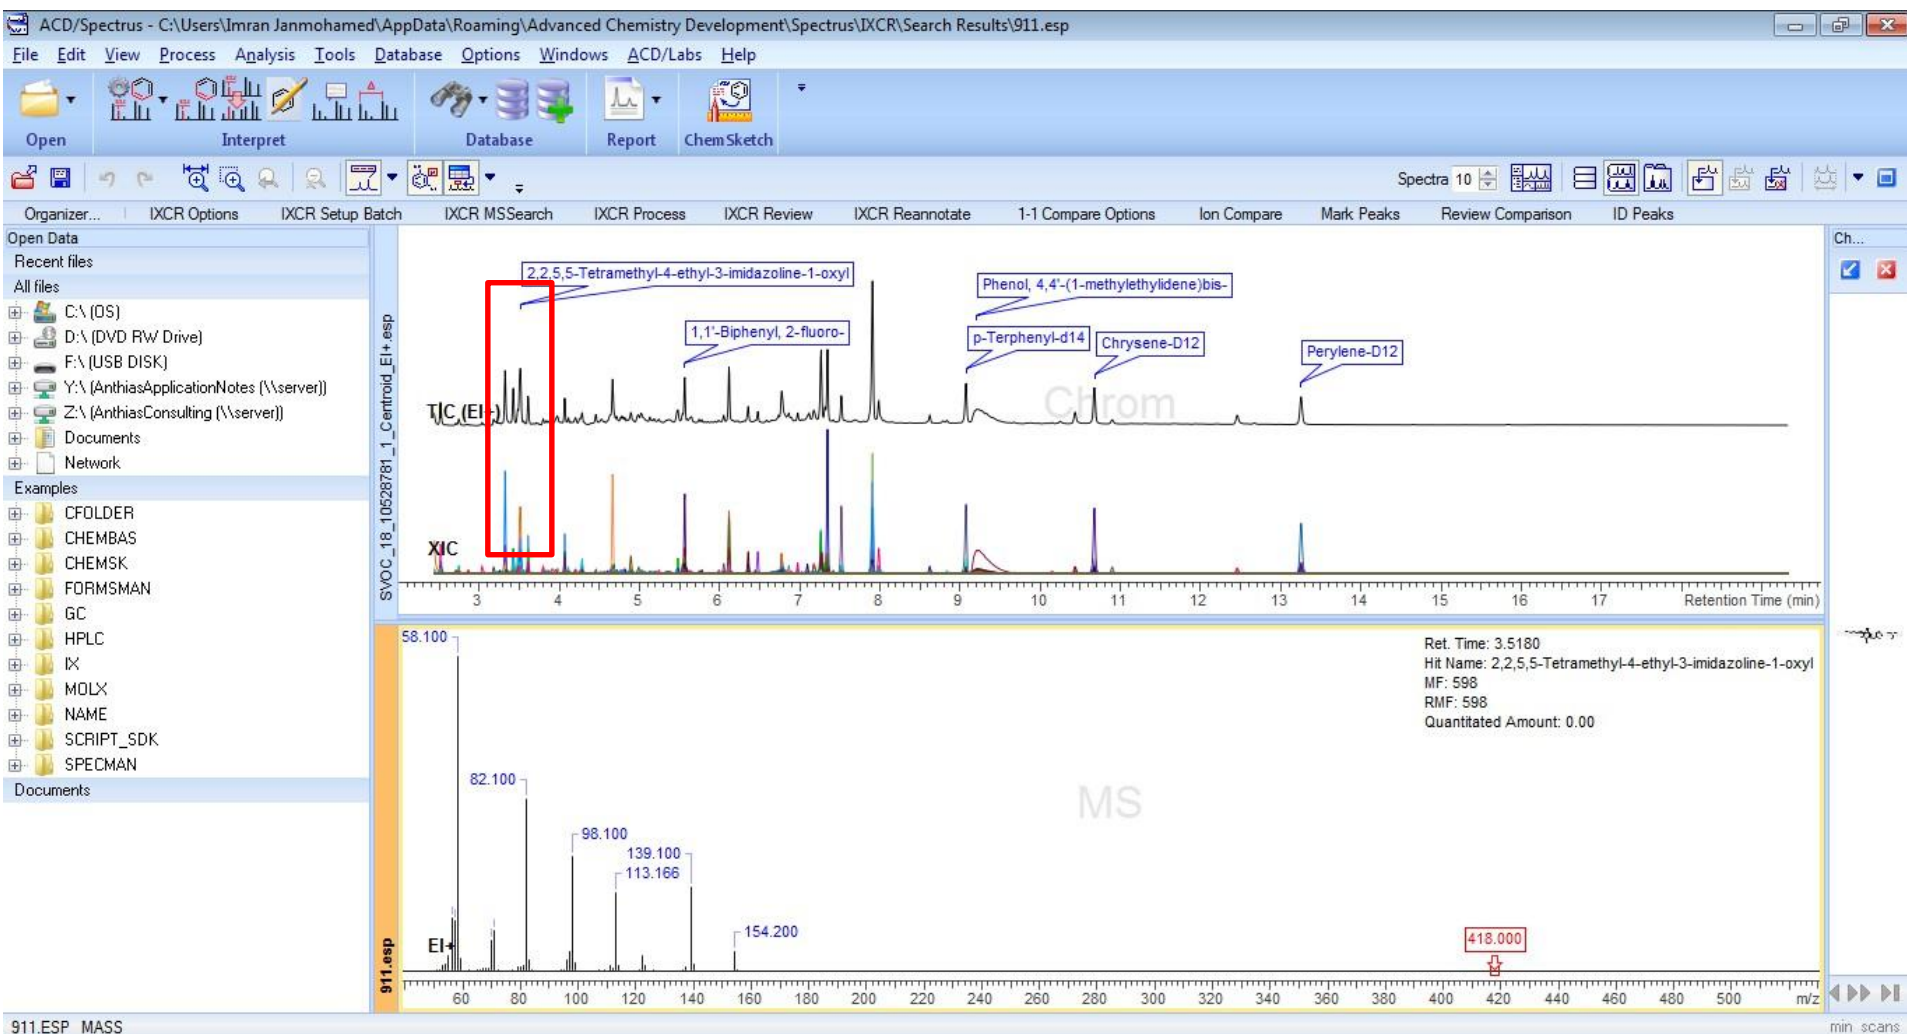 ACD/Spectrus - C:\Users\Imran Janmohamed\AppData\Roaming\Advanced Chemistry Development\Spectrus\IXCR\Search Results\911.esp
File Edit View Process Analysis Tools Database Options Windows ACD/Labs Help
Open Interpret Database Report ChemSketch
Spectra 10
Organizer... IXCR Options IXCR Setup Batch IXCR MSSearch IXCR Process IXCR Review IXCR Reannotate 1-1 Compare Options Ion Compare Mark Peaks Review Comparison ID Peaks
Open Data
Recent files
All files
C:\ (OS)
D:\ (DVD RW Drive)
F:\ (USB DISK)
Y:\ (AnthiasApplicationNotes (\\server))
Z:\ (AnthiasConsulting (\\server))
Documents
Network
Examples
CFOLDER
CHEMBAS
CHEMSK
FORMSMAN
GC
HPLC
IX
MOLX
NAME
SCRIPT_SDK
SPECMAN
Documents
SVOC_18_10528781_1_Centroid_EI+.esp
2,2,5,5-Tetramethyl-4-ethyl-3-imidazoline-1-oxyl
Phenol, 4,4'-(1-methylethylidene)bis-
1,1'-Biphenyl, 2-fluoro-
p-Terphenyl-d14
Chrysene-D12
Perylene-D12
Chrom
TIC (EI+)
XIC
3 4 5 6 7 8 9 10 11 12 13 14 15 16 17 Retention Time (min)
Ch...
911.esp
58.100
Ret. Time: 3.5180
Hit Name: 2,2,5,5-Tetramethyl-4-ethyl-3-imidazoline-1-oxyl
MF: 598
RMF: 598
Quantitated Amount: 0.00
82.100
MS
98.100
139.100
113.166
154.200
418.000
EI+
60 80 100 120 140 160 180 200 220 240 260 280 300 320 340 360 380 400 420 440 460 480 500 m/z
911.ESP MASS
min scans